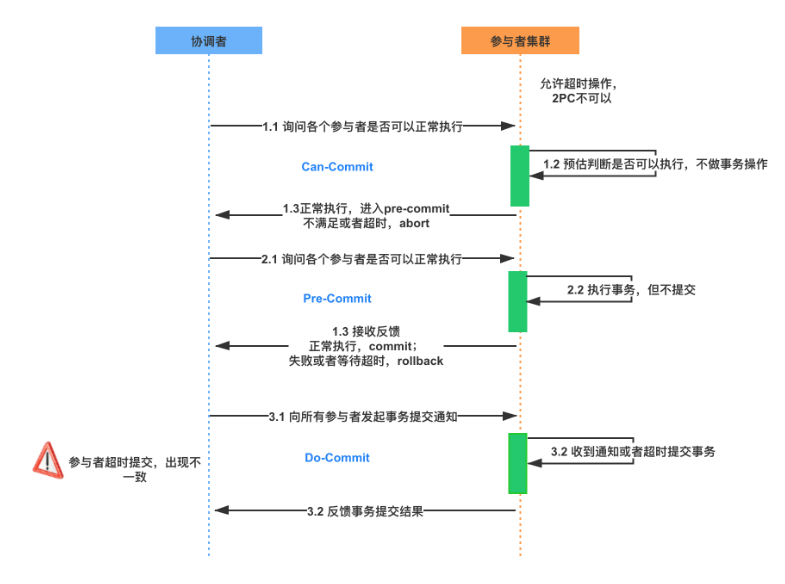 协调者
参与者集群
允许超时操作，
2PC不可以
1.1 询问各个参与者是否可以正常执行
Can-Commit
1.2 预估判断是否可以执行，不做事务操作
1.3正常执行，进入pre-commit
不满足或者超时，abort
2.1 询问各个参与者是否可以正常执行
Pre-Commit
2.2 执行事务，但不提交
1.3 接收反馈
正常执行，commit；
失败或者等待超时，rollback
3.1 向所有参与者发起事务提交通知
Do-Commit
3.2 收到通知或者超时提交事务
参与者超时提交，出现不
一致
3.2 反馈事务提交结果